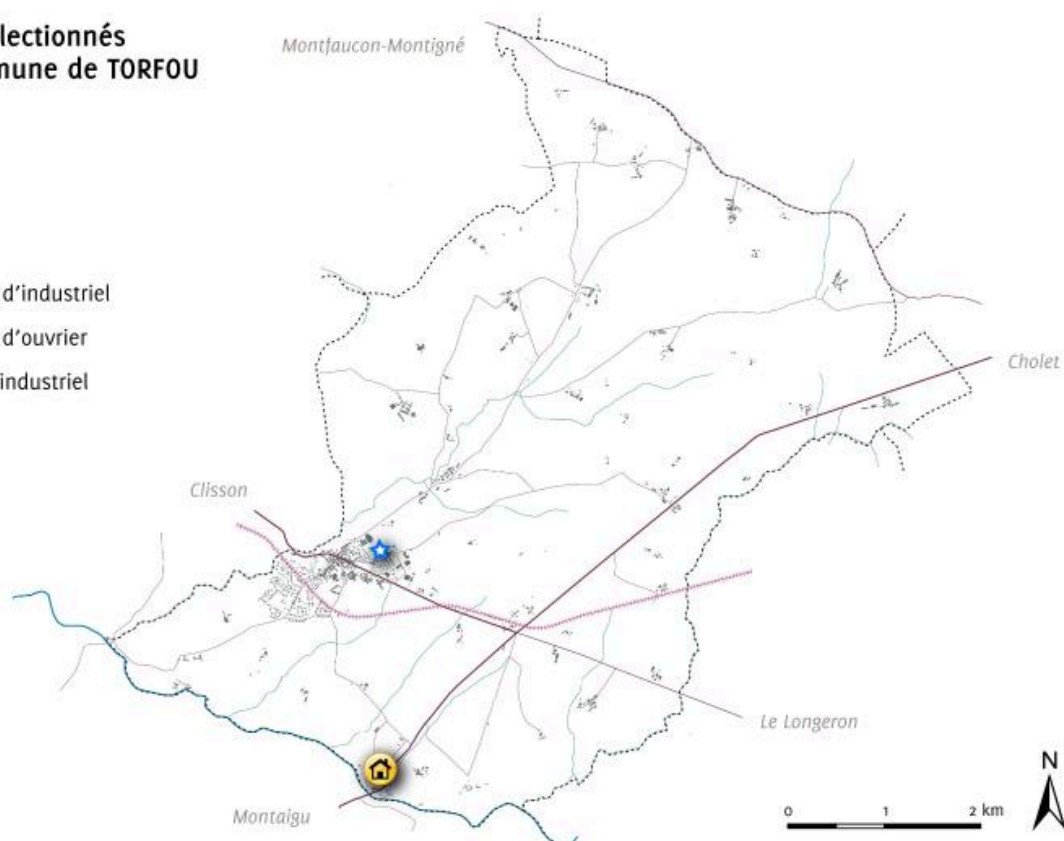 lectionnés
mune de TORFOU
Montfaucon-Montigné
d'industriel
d'ouvrier
industriel
Cholet
Clisson
Le Longeron
Montaigu
N
0 1 2 km